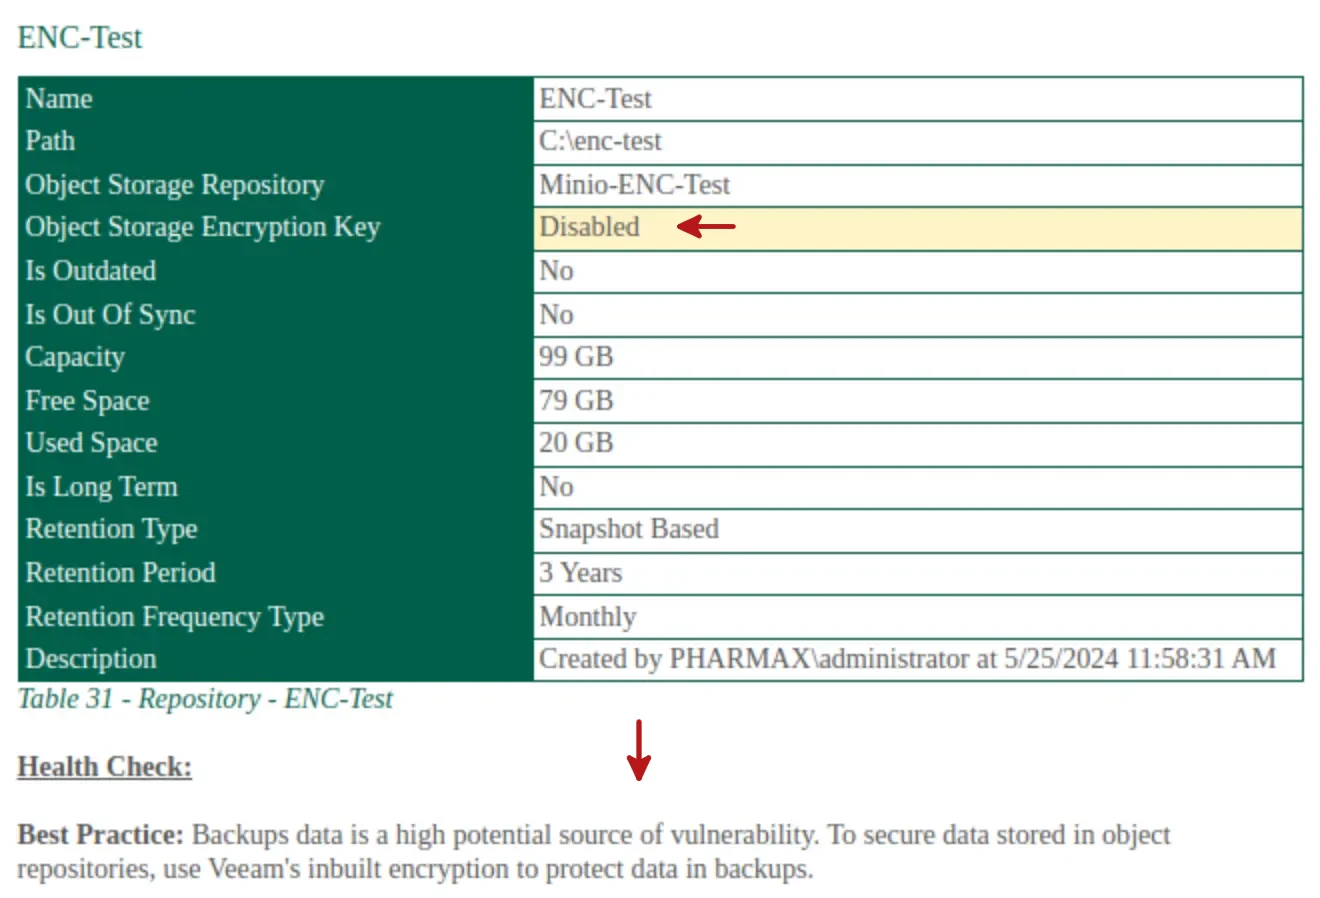 ENC-Test
Name ENC-Test
Path C:\enc-test
Object Storage Repository Minio-ENC-Test
Object Storage Encryption Key Disabled
Is Outdated No
Is Out Of Sync No
Capacity 99 GB
Free Space 79 GB
Used Space 20 GB
Is Long Term No
Retention Type Snapshot Based
Retention Period 3 Years
Retention Frequency Type Monthly
Description Created by PHARMAX\administrator at 5/25/2024 11:58:31 AM
Table 31 - Repository - ENC-Test
Health Check:
Best Practice: Backups data is a high potential source of vulnerability. To secure data stored in object
repositories, use Veeam's inbuilt encryption to protect data in backups.